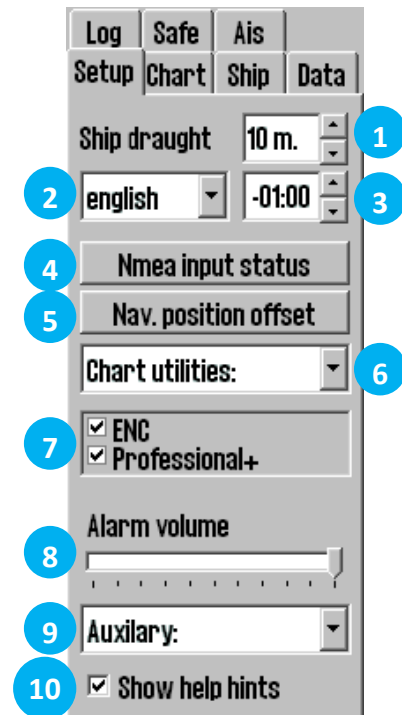 Log Safe Ais
Setup Chart Ship Data
Ship draught 10 m. 1
2 english -01:00 3
4 Nmea input status
5 Nav. position offset
Chart utilities: 6
ENC
7 Professional+
Alarm volume
8
9 Auxilary:
10 Show help hints